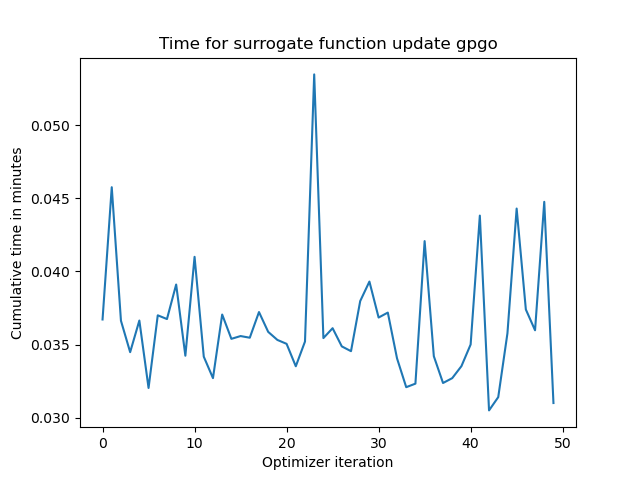 Time for surrogate function update gpgo
Cumulative time in minutes
0.050
0.045
0.040
0.035
0.030
0 10 20 30 40 50
Optimizer iteration